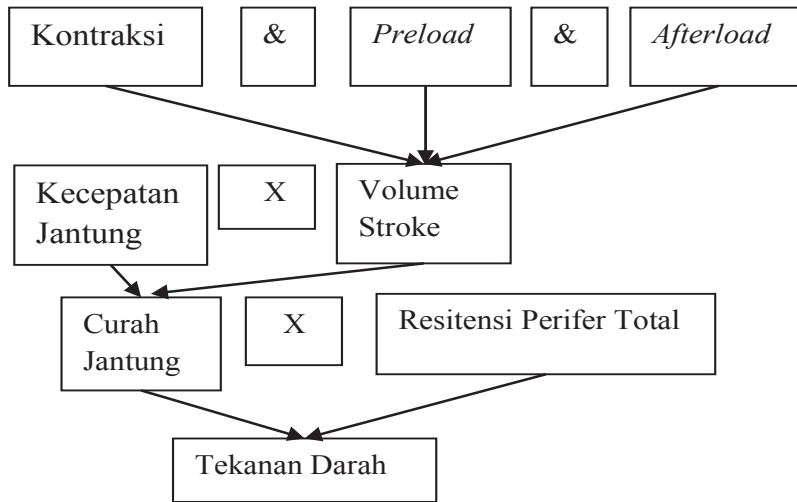 Kontraksi & Preload & Afterload
Kecepatan
Jantung
X
Volume
Stroke
Curah
Jantung
X
Resitensi Perifer Total
Tekanan Darah